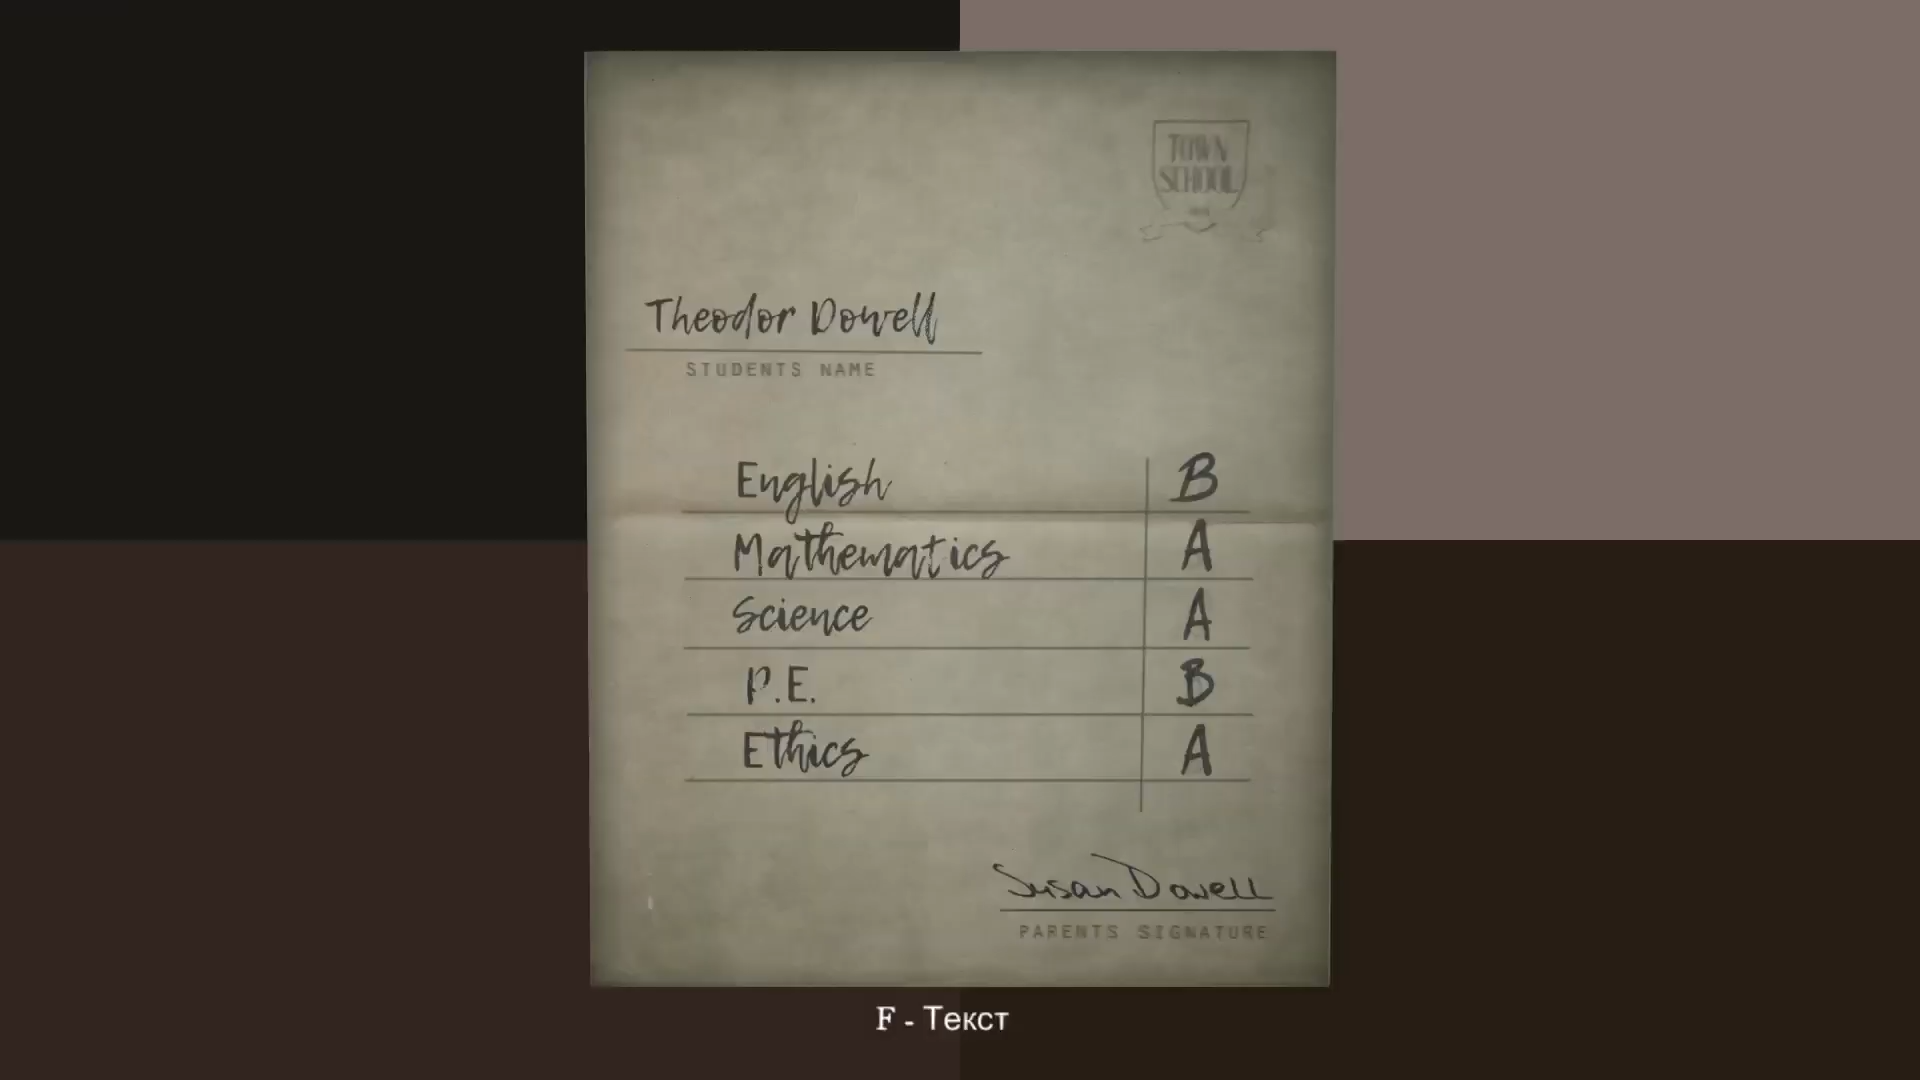 TOWN
SCHOOL
Theodor Dowell
STUDENTS NAME
English B
Mathematics A
Science A
P.E. B
Ethics A
Susan Dowell
PARENTS SIGNATURE
F - Текст